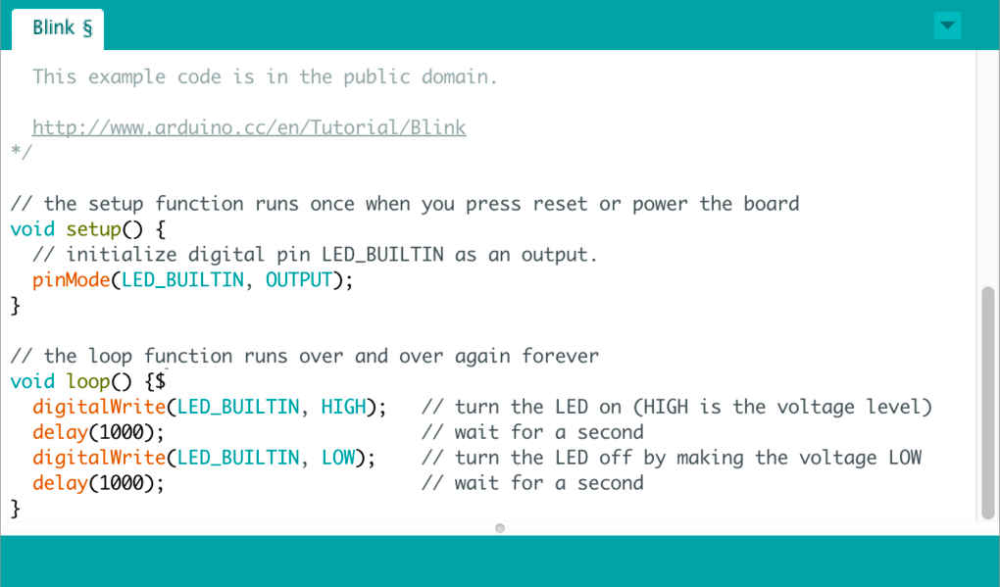 Blink §
This example code is in the public domain.
http://www.arduino.cc/en/Tutorial/Blink
*/
// the setup function runs once when you press reset or power the board
void setup() {
  // initialize digital pin LED_BUILTIN as an output.
  pinMode(LED_BUILTIN, OUTPUT);
}
// the loop function runs over and over again forever
void loop() {$
  digitalWrite(LED_BUILTIN, HIGH);   // turn the LED on (HIGH is the voltage level)
  delay(1000);                       // wait for a second
  digitalWrite(LED_BUILTIN, LOW);    // turn the LED off by making the voltage LOW
  delay(1000);                       // wait for a second
}